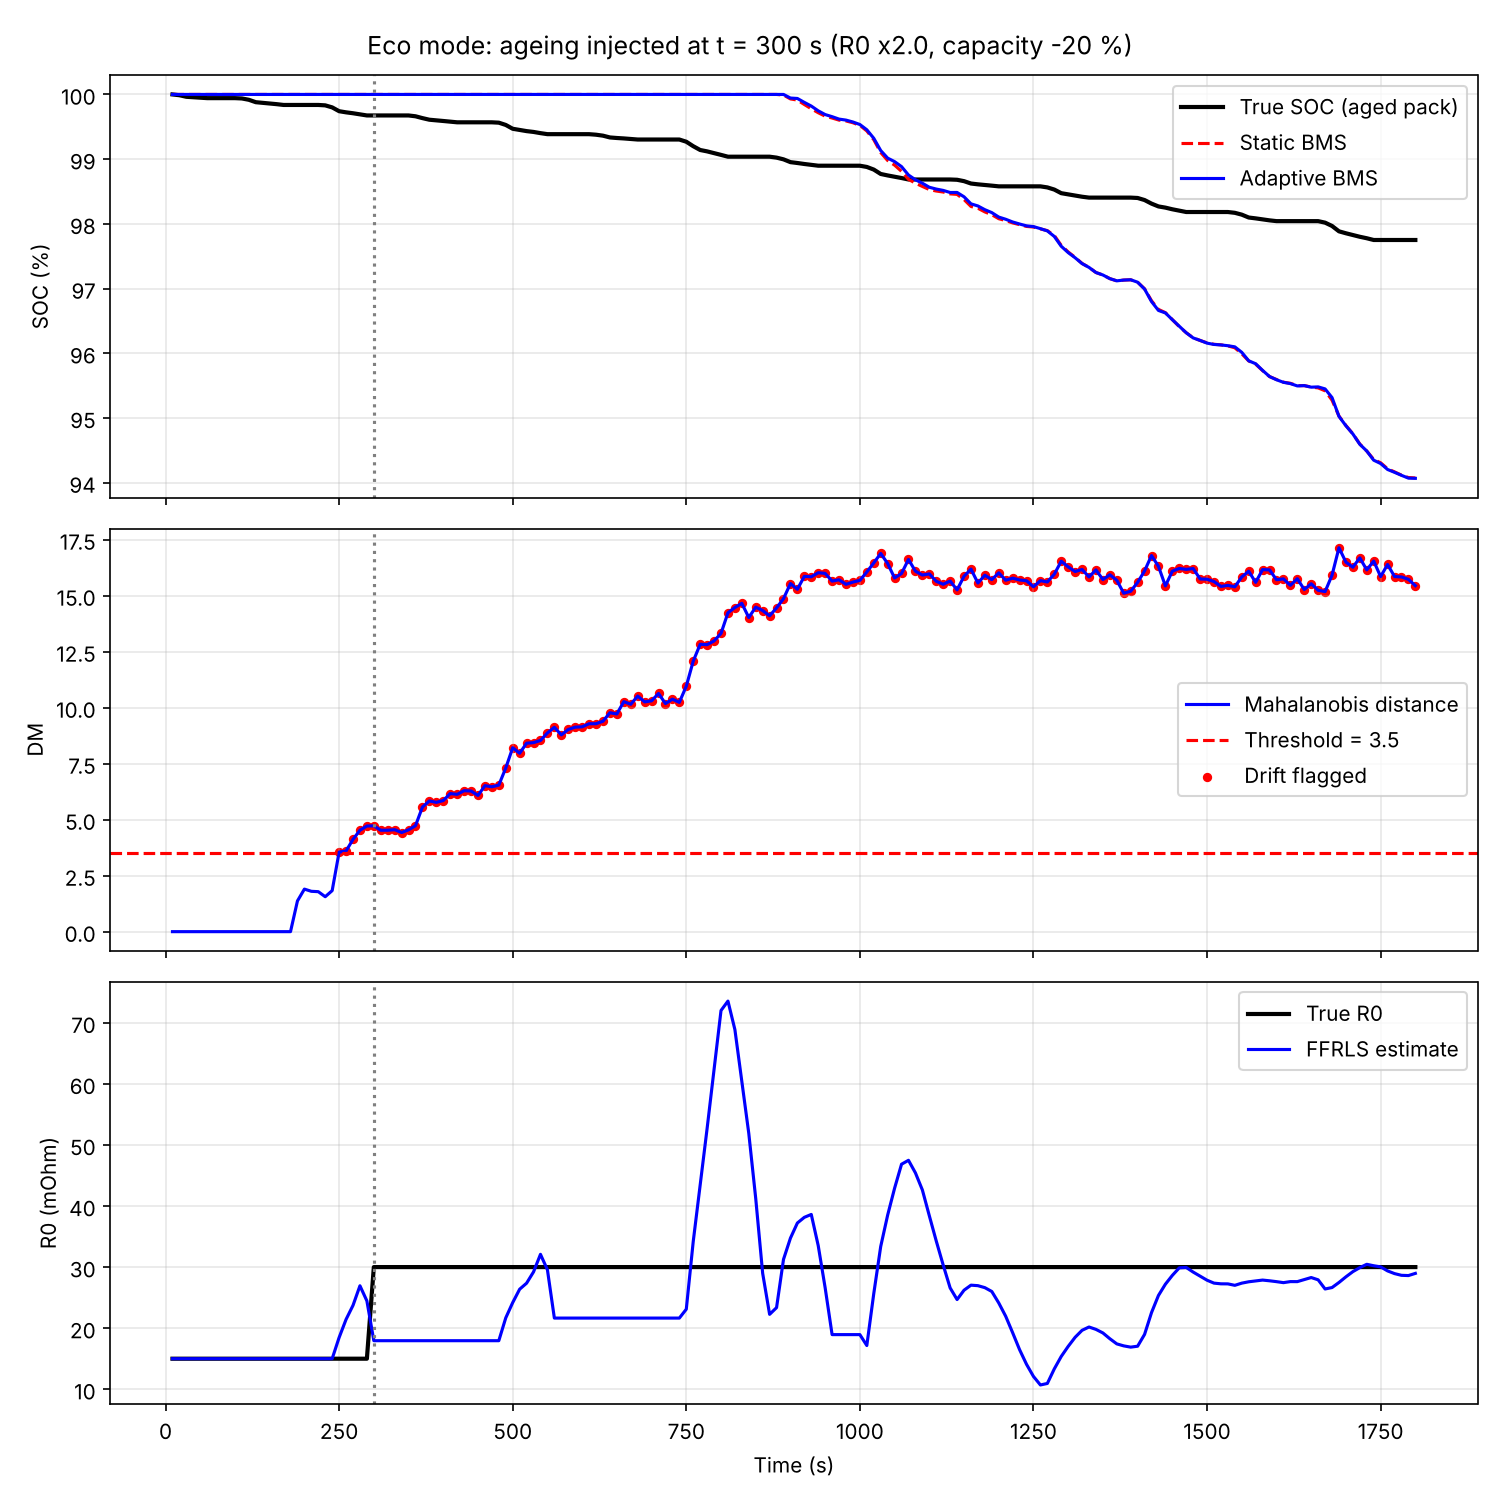 Eco mode: ageing injected at t = 300 s (R0 x2.0, capacity -20 %)
100
99
98
97
96
95
94
SOC (%)
True SOC (aged pack)
Static BMS
Adaptive BMS
17.5
15.0
12.5
10.0
7.5
5.0
2.5
0.0
DM
Mahalanobis distance
Threshold = 3.5
Drift flagged
70
60
50
40
30
20
10
R0 (mOhm)
True R0
FFRLS estimate
0
250
500
750
1000
1250
1500
1750
Time (s)